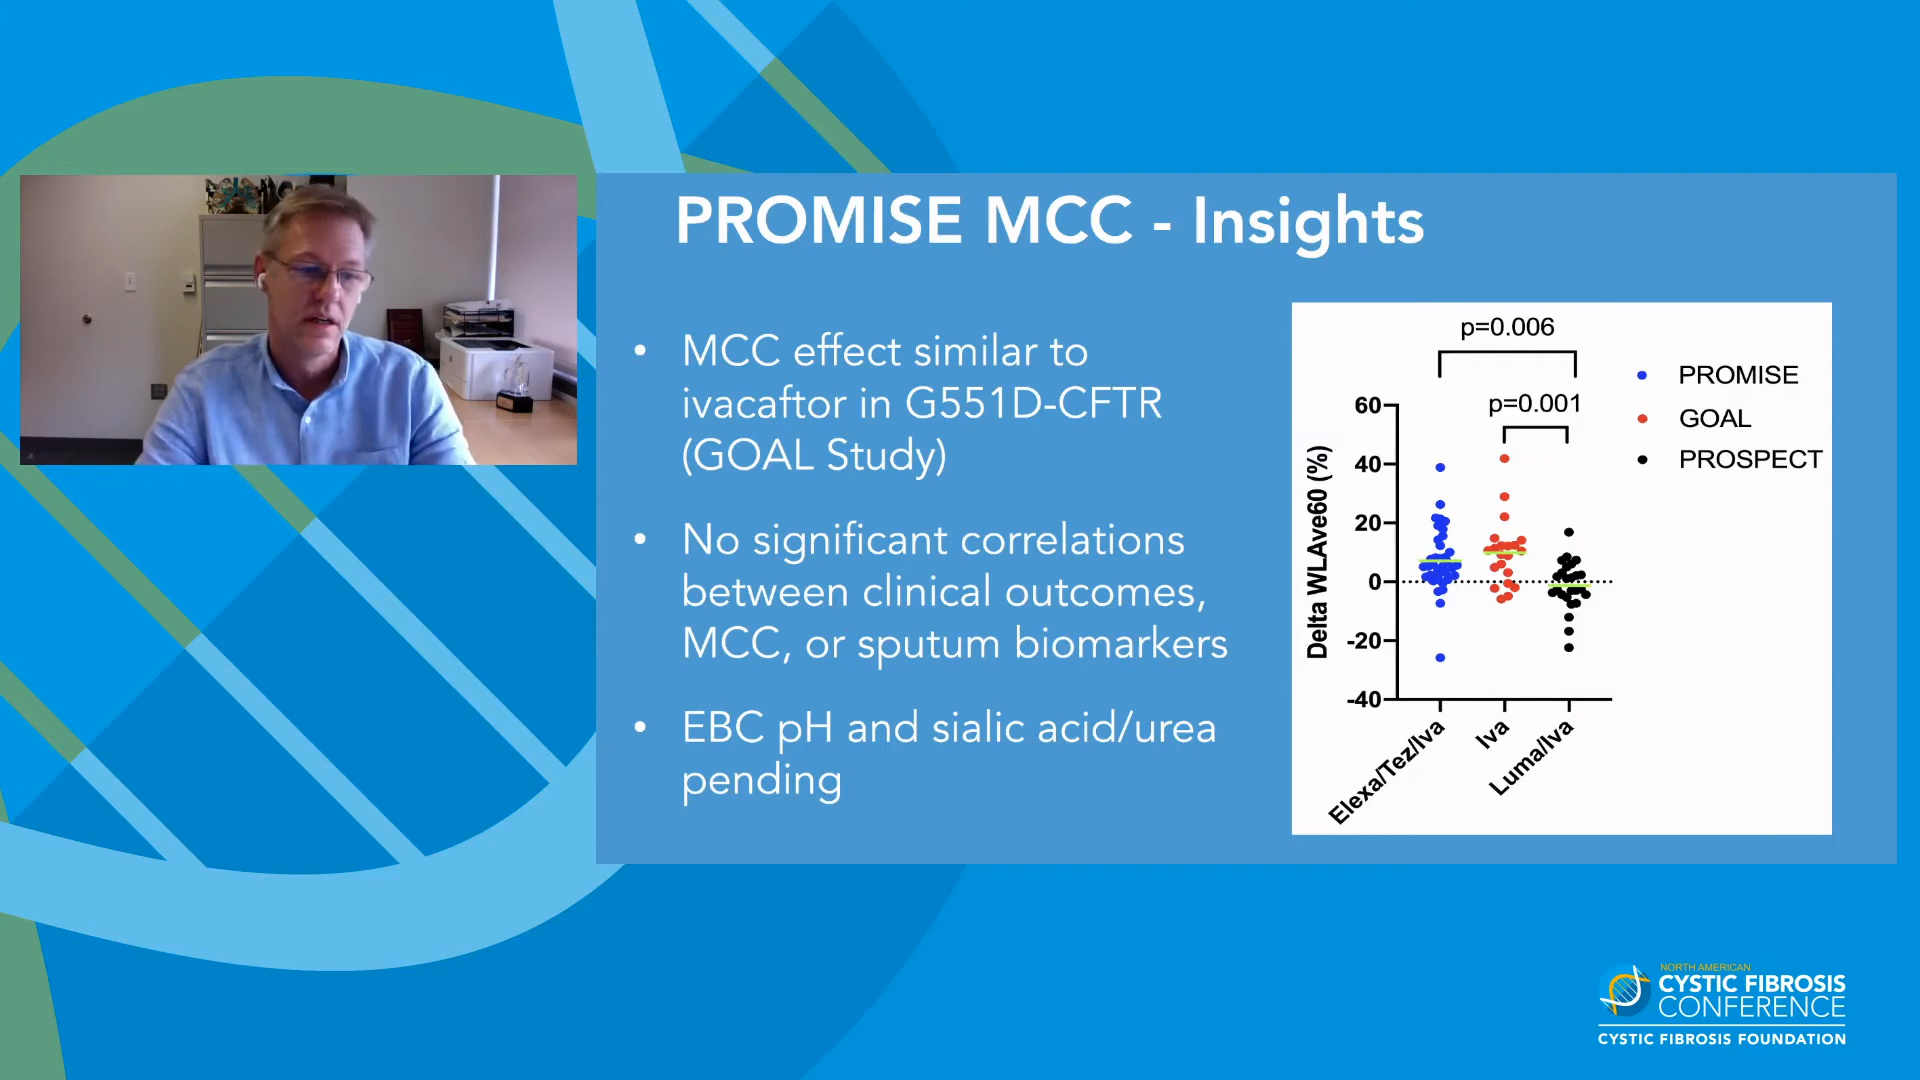 PROMISE MCC - Insights
• MCC effect similar to
ivacaftor in G551D-CFTR
(GOAL Study)
• No significant correlations
between clinical outcomes,
MCC, or sputum biomarkers
• EBC pH and sialic acid/urea
pending
p=0.006
p=0.001
PROMISE
GOAL
PROSPECT
Delta WLAve60 (%)
60
40
20
0
-20
-40
Elexa/Tez/Iva
Iva
Luma/Iva
NORTH AMERICAN
CYSTIC FIBROSIS
CONFERENCE
CYSTIC FIBROSIS FOUNDATION